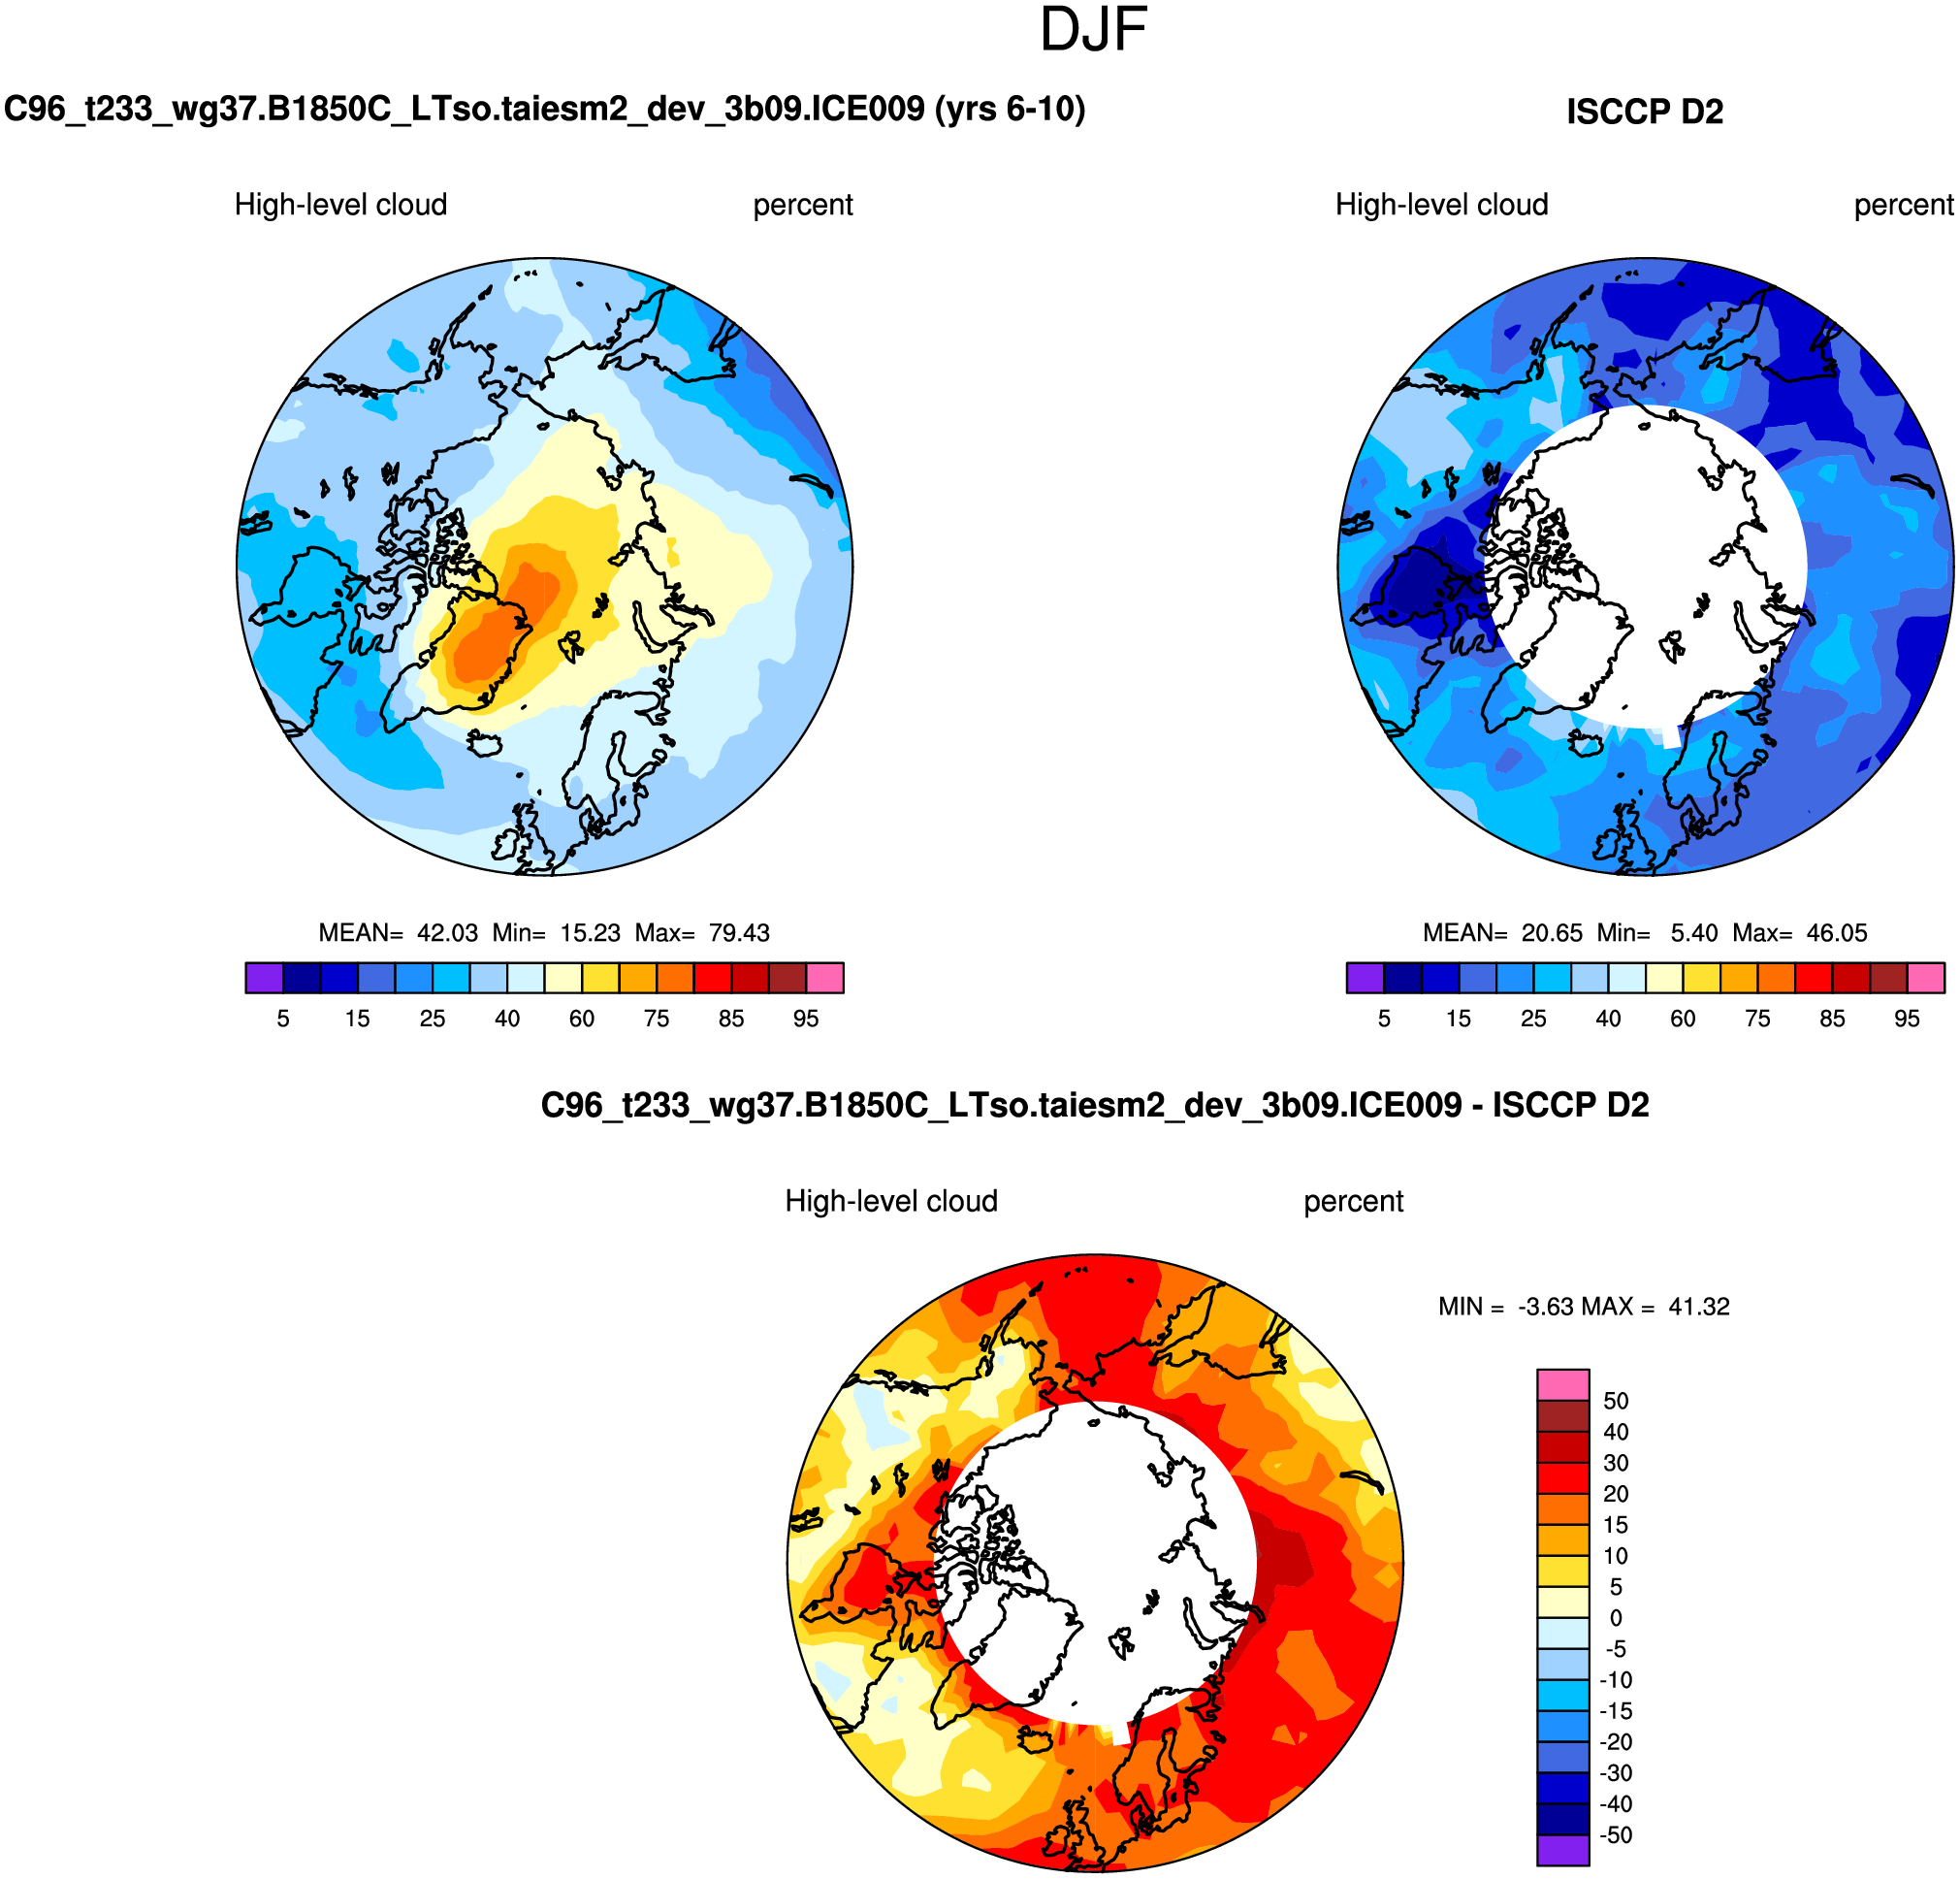 DJF
C96_t233_wg37.B1850C_LTso.taiesm2_dev_3b09.ICE009 (yrs 6-10)
ISCCP D2
High-level cloud percent
High-level cloud percent
MEAN= 42.03 Min= 15.23 Max= 79.43
MEAN= 20.65 Min= 5.40 Max= 46.05
5 15 25 40 60 75 85 95
5 15 25 40 60 75 85 95
C96_t233_wg37.B1850C_LTso.taiesm2_dev_3b09.ICE009 - ISCCP D2
High-level cloud percent
MIN = -3.63 MAX = 41.32
50
40
30
20
15
10
5
0
-5
-10
-15
-20
-30
-40
-50